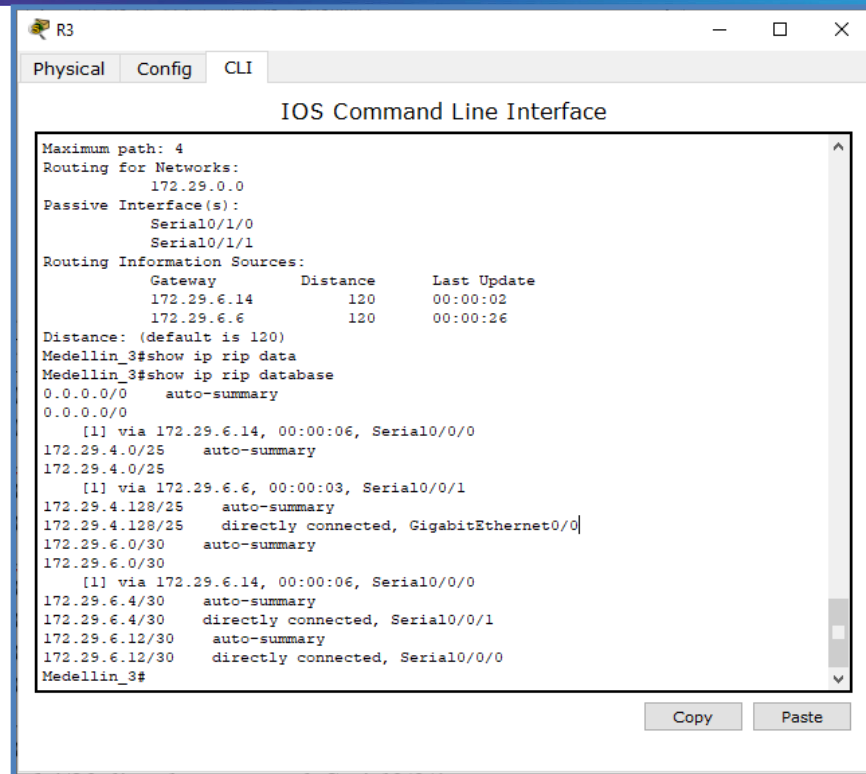 R3
Physical Config CLI
IOS Command Line Interface
Maximum path: 4
Routing for Networks:
172.29.0.0
Passive Interface(s):
Serial0/1/0
Serial0/1/1
Routing Information Sources:
Gateway Distance Last Update
172.29.6.14 120 00:00:02
172.29.6.6 120 00:00:26
Distance: (default is 120)
Medellin_3#show ip rip data
Medellin_3#show ip rip database
0.0.0.0/0 auto-summary
0.0.0.0/0
[1] via 172.29.6.14, 00:00:06, Serial0/0/0
172.29.4.0/25 auto-summary
172.29.4.0/25
[1] via 172.29.6.6, 00:00:03, Serial0/0/1
172.29.4.128/25 auto-summary
172.29.4.128/25 directly connected, GigabitEthernet0/0
172.29.6.0/30 auto-summary
172.29.6.0/30
[1] via 172.29.6.14, 00:00:06, Serial0/0/0
172.29.6.4/30 auto-summary
172.29.6.4/30 directly connected, Serial0/0/1
172.29.6.12/30 auto-summary
172.29.6.12/30 directly connected, Serial0/0/0
Medellin_3#
Copy Paste